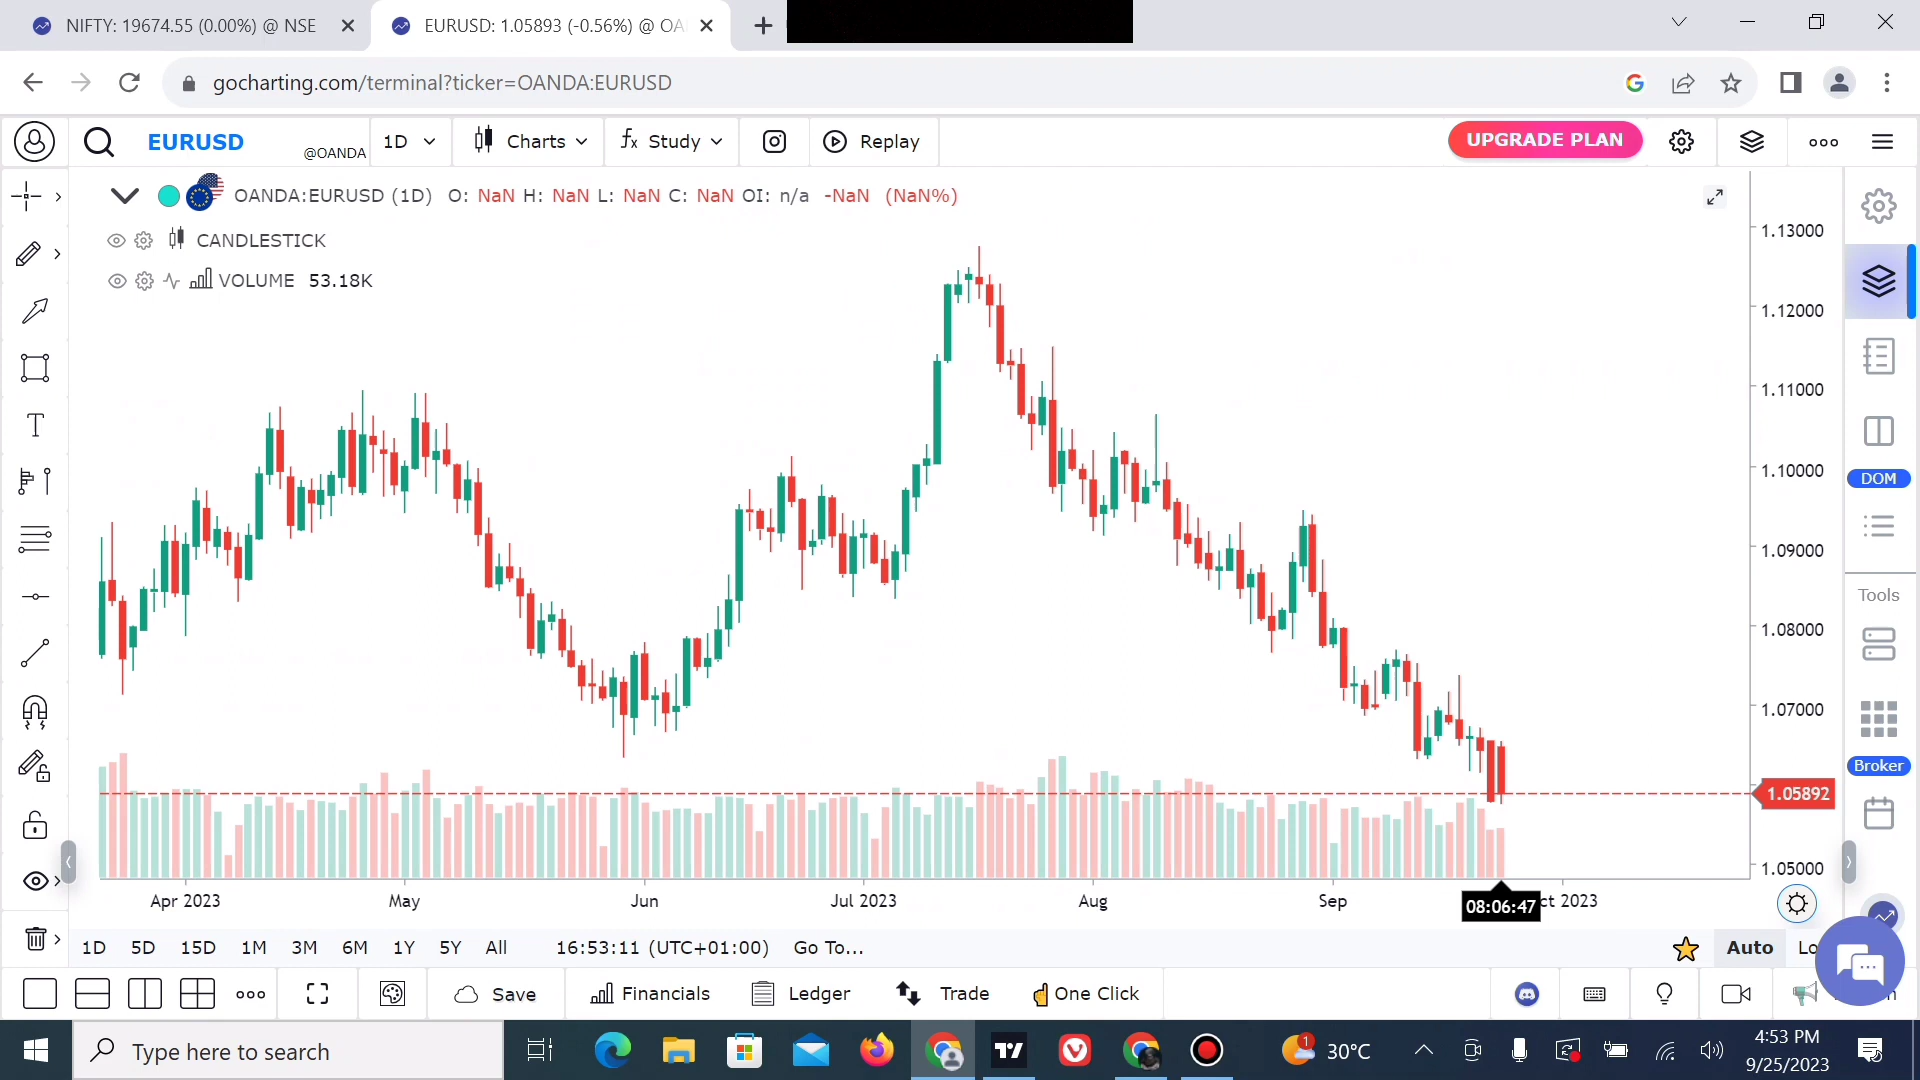 NIFTY: 19674.55 (0.00%) @ NSE
EURUSD: 1.05893 (-0.56%) @ OA
gocharting.com/terminal?ticker=OANDA:EURUSD
EURUSD @OANDA 1D Charts fx Study Replay UPGRADE PLAN
OANDA:EURUSD (1D) O: NaN H: NaN L: NaN C: NaN OI: n/a -NaN (NaN%)
CANDLESTICK
VOLUME 53.18K
1.13000
1.12000
1.11000
1.10000
1.09000
1.08000
1.07000
1.05892
1.05000
DOM
Tools
Broker
T
Apr 2023 May Jun Jul 2023 Aug Sep 08:06:47 ct 2023
1D 5D 15D 1M 3M 6M 1Y 5Y All 16:53:11 (UTC+01:00) Go To... Auto Lo
Save Financials Ledger Trade One Click
Type here to search
1
30°C
4:53 PM
9/25/2023